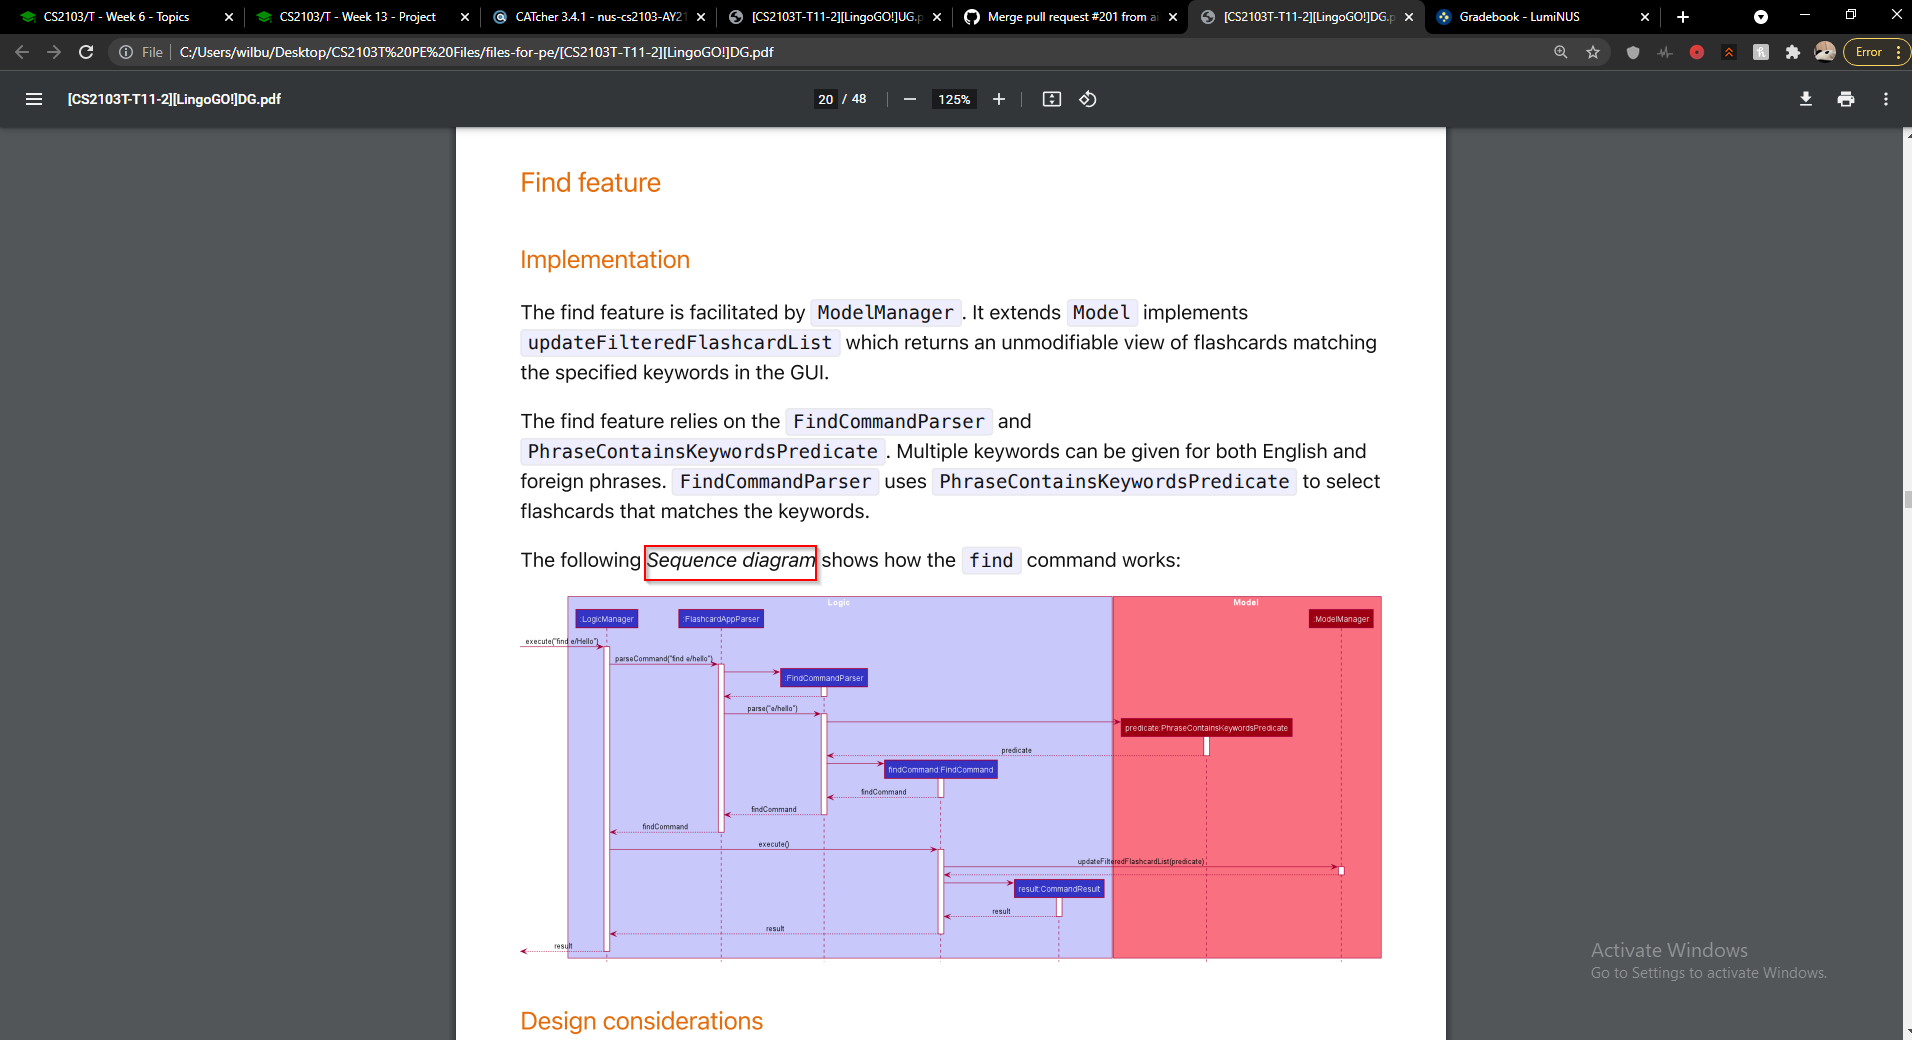 CS2103/T - Week 6 - Topics
CS2103/T - Week 13 - Project
CATcher 3.4.1 - nus-cs2103-AY21
[CS2103T-T11-2][LingoGO!]UG.p
Merge pull request #201 from ai
[CS2103T-T11-2][LingoGO!]DG.p
Gradebook - LumiNUS
File
C:/Users/wilbu/Desktop/CS2103T%20PE%20Files/files-for-pe/[CS2103T-T11-2][LingoGO!]DG.pdf
Error
[CS2103T-T11-2][LingoGO!]DG.pdf
20 / 48
125%
Find feature
Implementation
The find feature is facilitated by ModelManager. It extends Model implements
updateFilteredFlashcardList which returns an unmodifiable view of flashcards matching
the specified keywords in the GUI.
The find feature relies on the FindCommandParser and
PhraseContainsKeywordsPredicate. Multiple keywords can be given for both English and
foreign phrases. FindCommandParser uses PhraseContainsKeywordsPredicate to select
flashcards that matches the keywords.
The following Sequence diagram shows how the find command works:
Logic
Model
:LogicManager
:FlashcardAppParser
:ModelManager
execute("find e/Hello")
parseCommand("find e/hello")
:FindCommandParser
parse("e/hello")
predicate:PhraseContainsKeywordsPredicate
predicate
findCommand:FindCommand
findCommand
findCommand
findCommand
execute()
updateFilteredFlashcardList(predicate)
result:CommandResult
result
result
result
Design considerations
Activate Windows
Go to Settings to activate Windows.